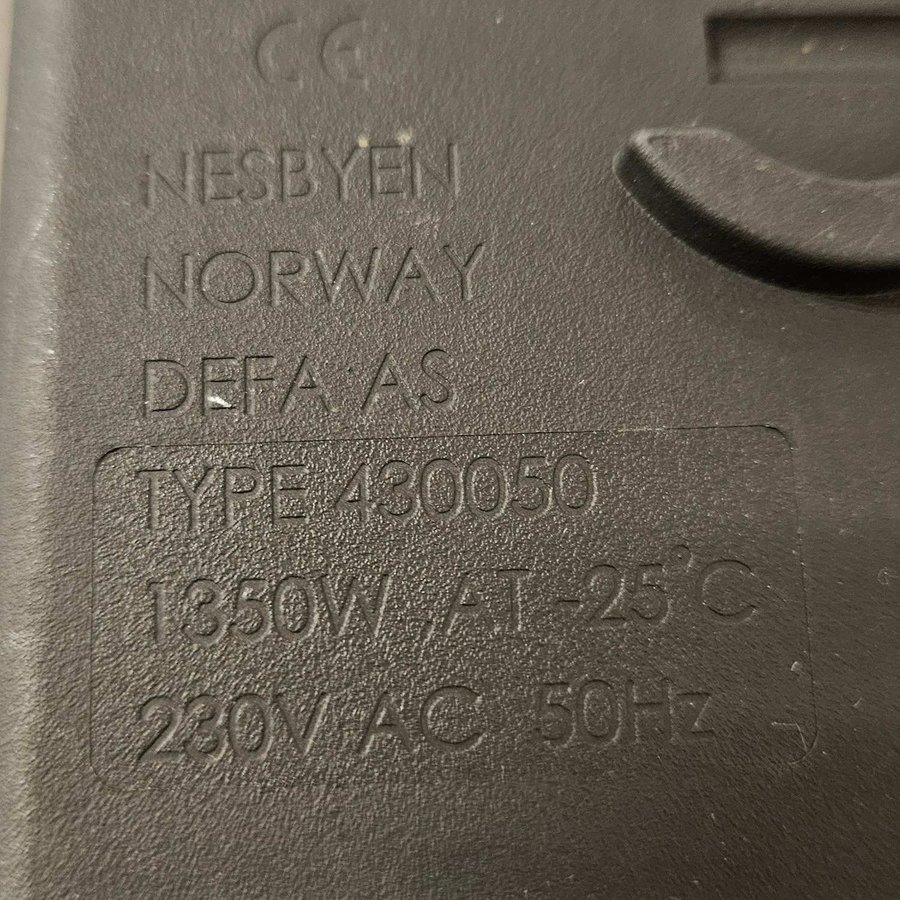 CE
NESBYEN
NORWAY
DEFA AS
TYPE 430050
1350W AT -25°C
230V AC 50Hz